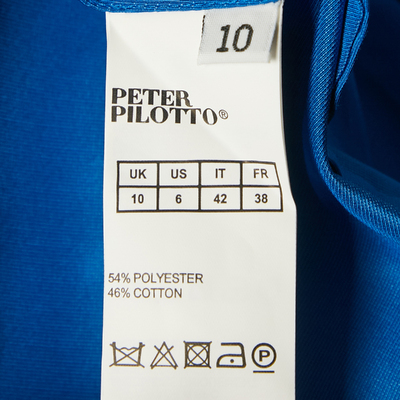 10
PETER
PILOTTO®
UK US IT FR
10 6 42 38
54% POLYESTER
46% COTTON
P